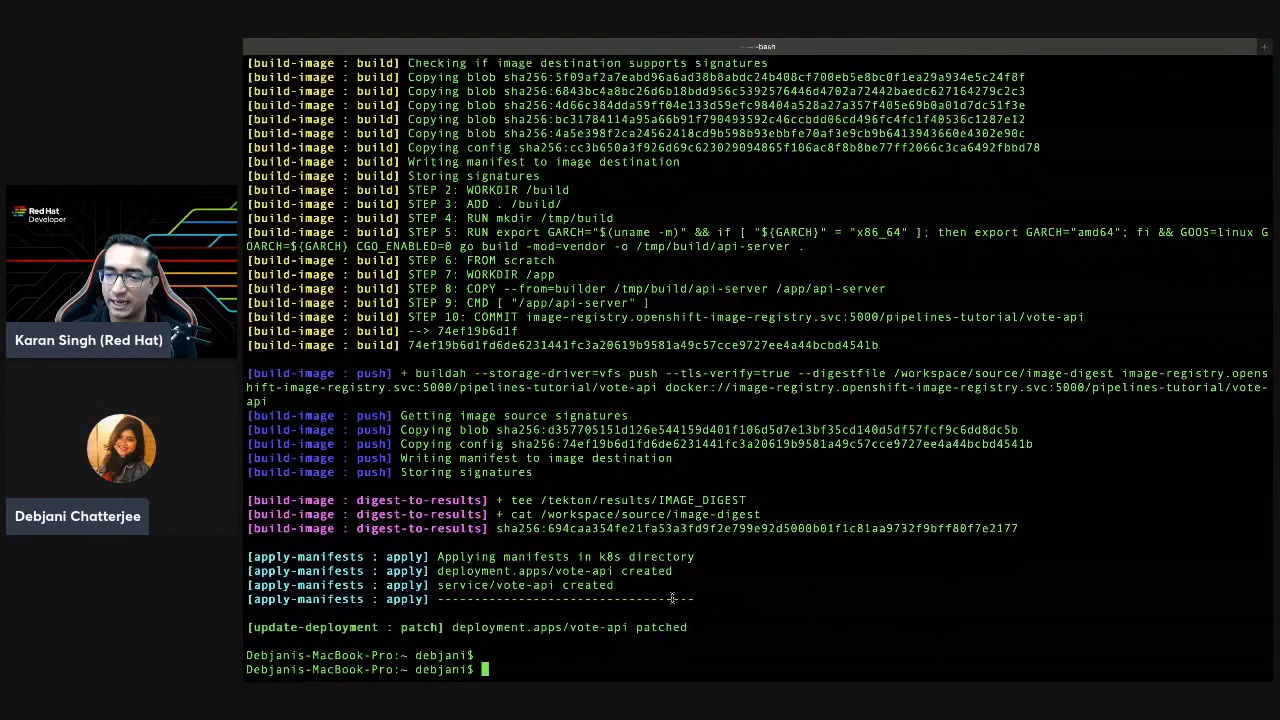 - — -bash
[build-image : build] Checking if image destination supports signatures
[build-image : build] Copying blob sha256:5f09af2a7eabd96a6ad38b8abdc24b408cf700eb5e8bc0f1ea29a934e5c24f8f
[build-image : build] Copying blob sha256:6843bc4a8bc26d6b18bdd956c5392576446d4702a72442baedc627164279c2c3
[build-image : build] Copying blob sha256:4d66c384dda59ff04e133d59efc98404a528a27a357f405e69b0a01d7dc51f3e
[build-image : build] Copying blob sha256:bc31784114a95a66b91f790493592c46ccbdd06cd496fc4fc1f40536c1287e12
[build-image : build] Copying blob sha256:4a5e398f2ca24562418cd9b598b93ebbfe70af3e9cb9b6413943660e4302e90c
[build-image : build] Copying config sha256:cc3b650a3f926d69c623029094865f106ac8f8b8be77ff2066c3ca6492fbbd78
[build-image : build] Writing manifest to image destination
[build-image : build] Storing signatures
[build-image : build] STEP 2: WORKDIR /build
[build-image : build] STEP 3: ADD . /build/
[build-image : build] STEP 4: RUN mkdir /tmp/build
[build-image : build] STEP 5: RUN export GARCH="$(uname -m)" && if [ "${GARCH}" = "x86_64" ]; then export GARCH="amd64"; fi && GOOS=linux G
OARCH=${GARCH} CGO_ENABLED=0 go build -mod=vendor -o /tmp/build/api-server .
[build-image : build] STEP 6: FROM scratch
[build-image : build] STEP 7: WORKDIR /app
[build-image : build] STEP 8: COPY --from=builder /tmp/build/api-server /app/api-server
[build-image : build] STEP 9: CMD [ "/app/api-server" ]
[build-image : build] STEP 10: COMMIT image-registry.openshift-image-registry.svc:5000/pipelines-tutorial/vote-api
[build-image : build] --> 74ef19b6d1f
[build-image : build] 74ef19b6d1fd6de6231441fc3a20619b9581a49c57cce9727ee4a44bcbd4541b
[build-image : push] + buildah --storage-driver=vfs push --tls-verify=true --digestfile /workspace/source/image-digest image-registry.opens
hift-image-registry.svc:5000/pipelines-tutorial/vote-api docker://image-registry.openshift-image-registry.svc:5000/pipelines-tutorial/vote-
api
[build-image : push] Getting image source signatures
[build-image : push] Copying blob sha256:d357705151d126e544159d401f106d5d7e13bf35cd140d5df57fcf9c6dd8dc5b
[build-image : push] Copying config sha256:74ef19b6d1fd6de6231441fc3a20619b9581a49c57cce9727ee4a44bcbd4541b
[build-image : push] Writing manifest to image destination
[build-image : push] Storing signatures
[build-image : digest-to-results] + tee /tekton/results/IMAGE_DIGEST
[build-image : digest-to-results] + cat /workspace/source/image-digest
[build-image : digest-to-results] sha256:694caa354fe21fa53a3fd9f2e799e92d5000b01f1c81aa9732f9bff80f7e2177
[apply-manifests : apply] Applying manifests in k8s directory
[apply-manifests : apply] deployment.apps/vote-api created
[apply-manifests : apply] service/vote-api created
[apply-manifests : apply] -----------------------------------
[update-deployment : patch] deployment.apps/vote-api patched
Debjanis-MacBook-Pro:~ debjani$
Debjanis-MacBook-Pro:~ debjani$
Red Hat
Developer
Karan Singh (Red Hat)
Debjani Chatterjee